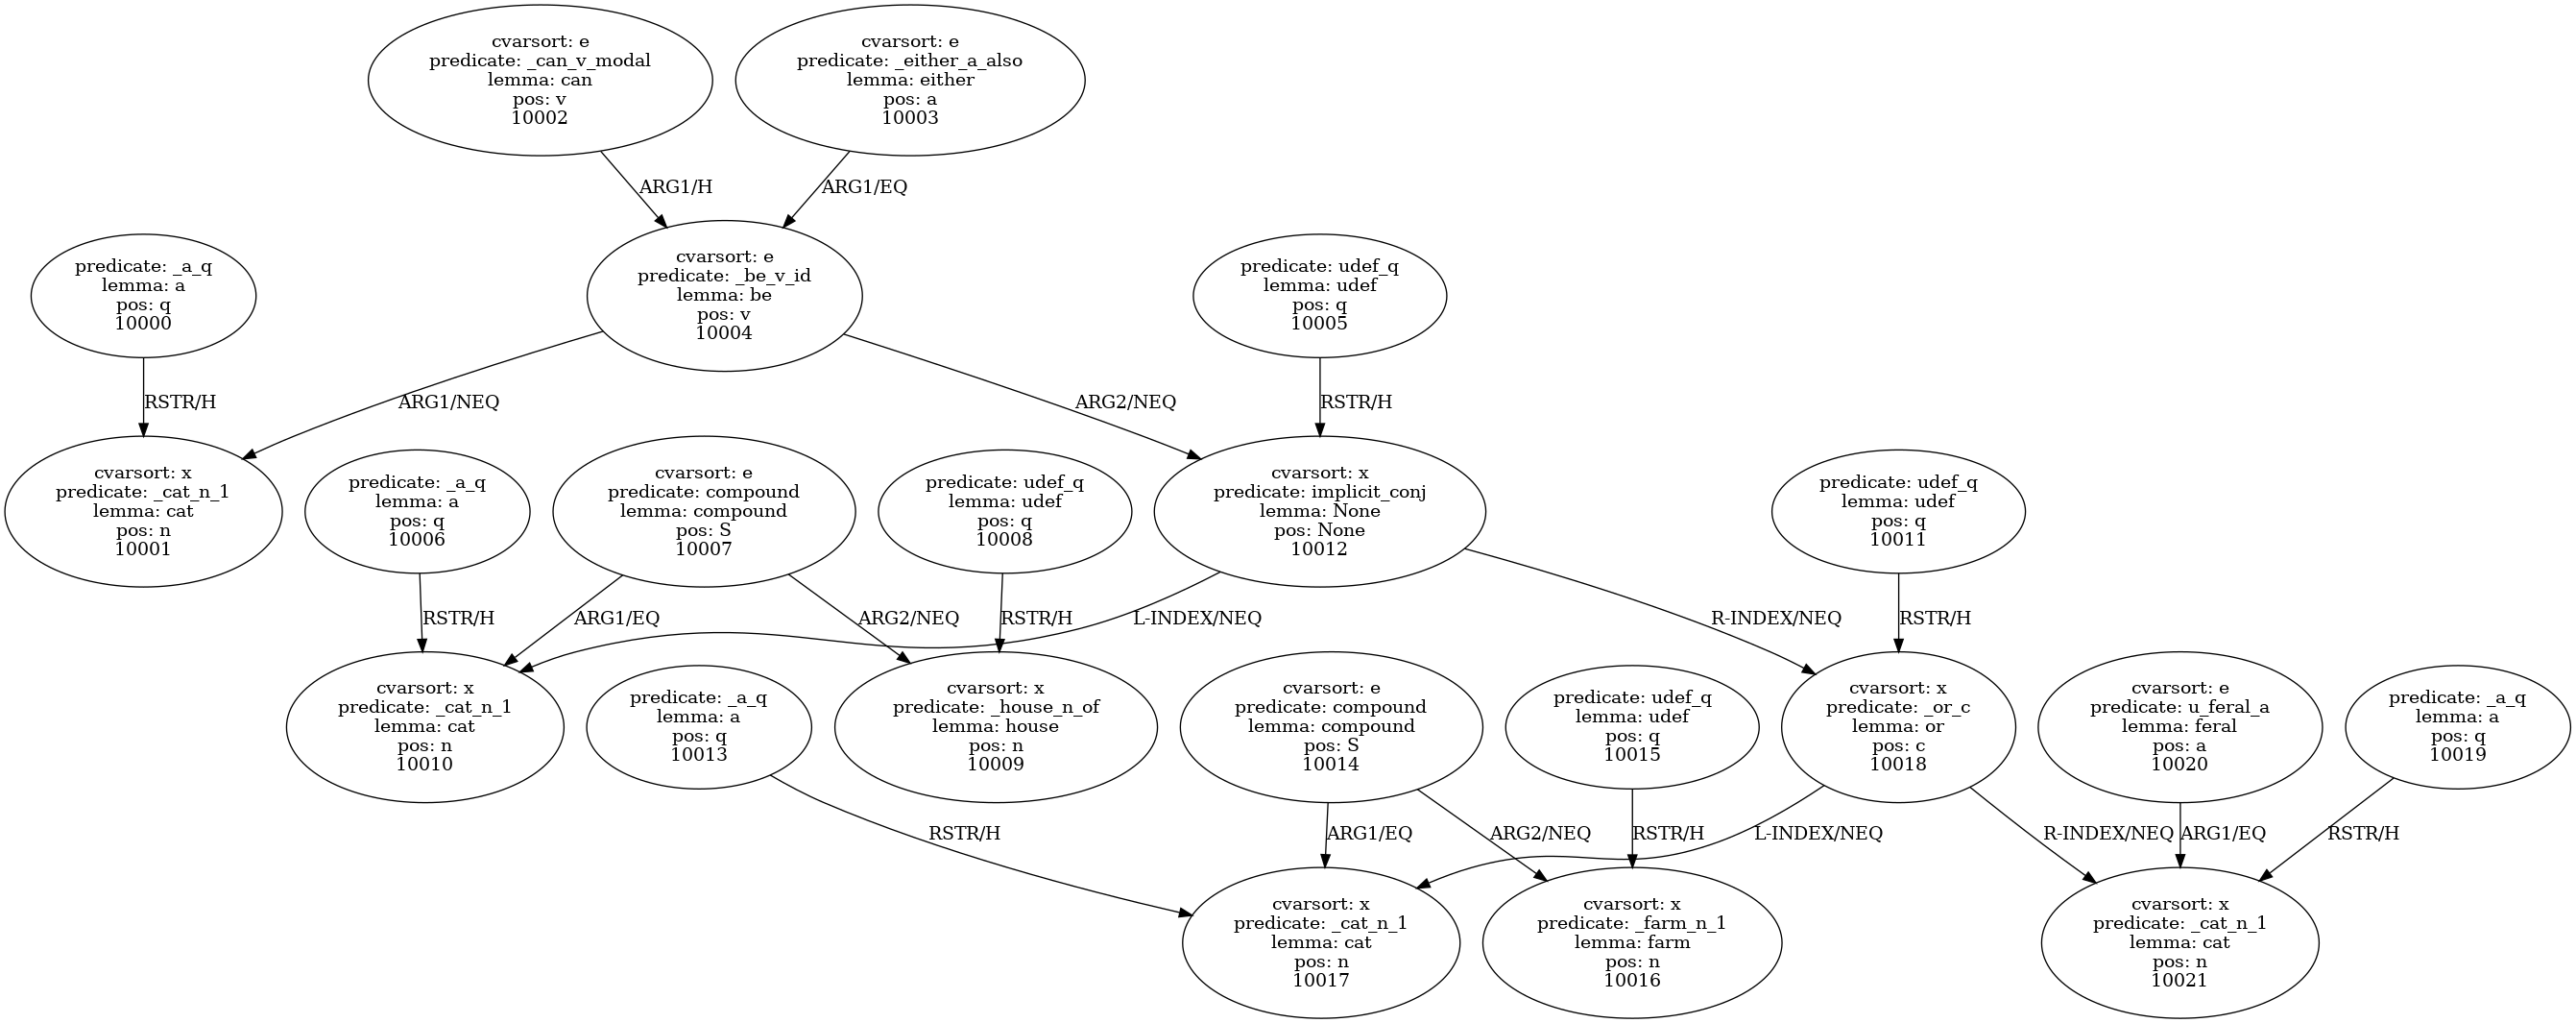 cvarsort: e
predicate: _can_v_modal
lemma: can
pos: v
10002
cvarsort: e
predicate: _either_a_also
lemma: either
pos: a
10003
ARG1/H
ARG1/EQ
predicate: _a_q
lemma: a
pos: q
10000
cvarsort: e
predicate: _be_v_id
lemma: be
pos: v
10004
predicate: udef_q
lemma: udef
pos: q
10005
RSTR/H
ARG1/NEQ
ARG2/NEQ
RSTR/H
cvarsort: x
predicate: _cat_n_1
lemma: cat
pos: n
10001
predicate: _a_q
lemma: a
pos: q
10006
cvarsort: e
predicate: compound
lemma: compound
pos: S
10007
predicate: udef_q
lemma: udef
pos: q
10008
cvarsort: x
predicate: implicit_conj
lemma: None
pos: None
10012
predicate: udef_q
lemma: udef
pos: q
10011
RSTR/H
ARG1/EQ
ARG2/NEQ
RSTR/H
L-INDEX/NEQ
R-INDEX/NEQ
RSTR/H
cvarsort: x
predicate: _cat_n_1
lemma: cat
pos: n
10010
predicate: _a_q
lemma: a
pos: q
10013
cvarsort: x
predicate: _house_n_of
lemma: house
pos: n
10009
cvarsort: e
predicate: compound
lemma: compound
pos: S
10014
predicate: udef_q
lemma: udef
pos: q
10015
cvarsort: x
predicate: _or_c
lemma: or
pos: c
10018
cvarsort: e
predicate: u_feral_a
lemma: feral
pos: a
10020
predicate: _a_q
lemma: a
pos: q
10019
RSTR/H
ARG1/EQ
ARG2/NEQ
RSTR/H
L-INDEX/NEQ
R-INDEX/NEQ
ARG1/EQ
RSTR/H
cvarsort: x
predicate: _cat_n_1
lemma: cat
pos: n
10017
cvarsort: x
predicate: _farm_n_1
lemma: farm
pos: n
10016
cvarsort: x
predicate: _cat_n_1
lemma: cat
pos: n
10021